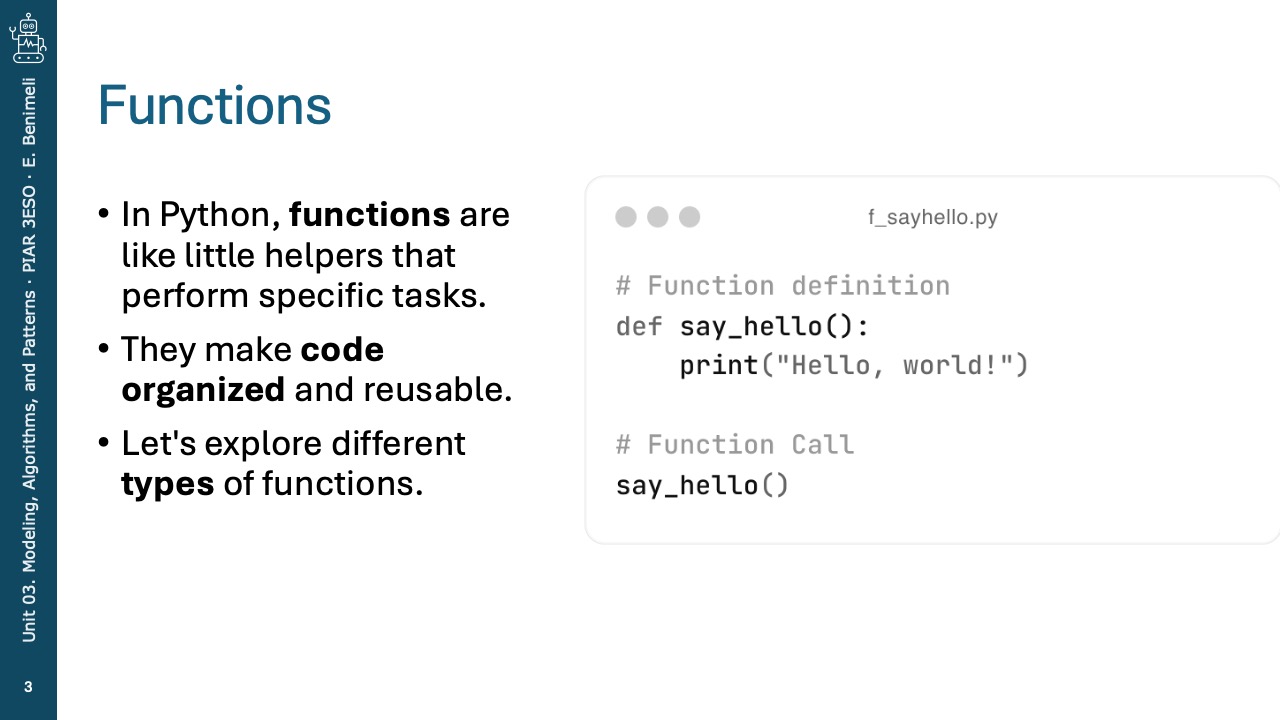 Unit 03. Modeling, Algorithms, and Patterns · PIAR 3ESO · E. Benimeli
3
Functions
• In Python, functions are
like little helpers that
perform specific tasks.
• They make code
organized and reusable.
• Let's explore different
types of functions.
f_sayhello.py
# Function definition
def say_hello():
    print("Hello, world!")
# Function Call
say_hello()